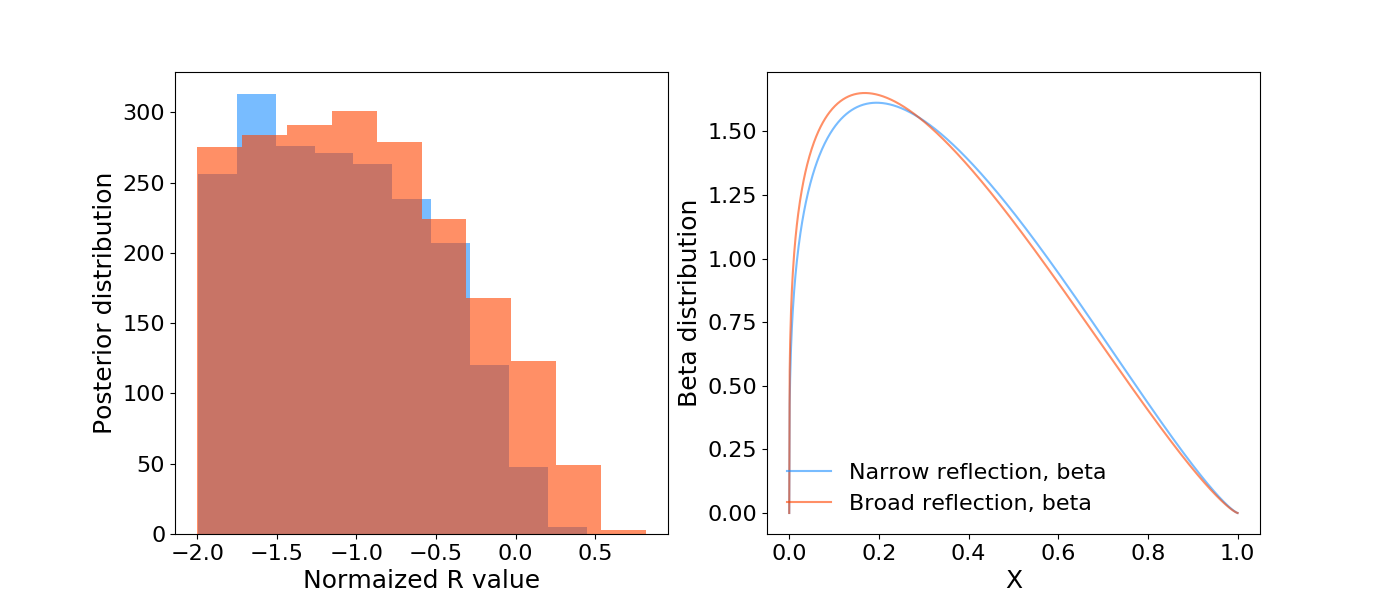 Posterior distribution
300
250
200
150
100
50
0
−2.0 −1.5 −1.0 −0.5 0.0 0.5
Normaized R value
Beta distribution
1.50
1.25
1.00
0.75
0.50
0.25
0.00
Narrow reflection, beta
Broad reflection, beta
0.0 0.2 0.4 0.6 0.8 1.0
X